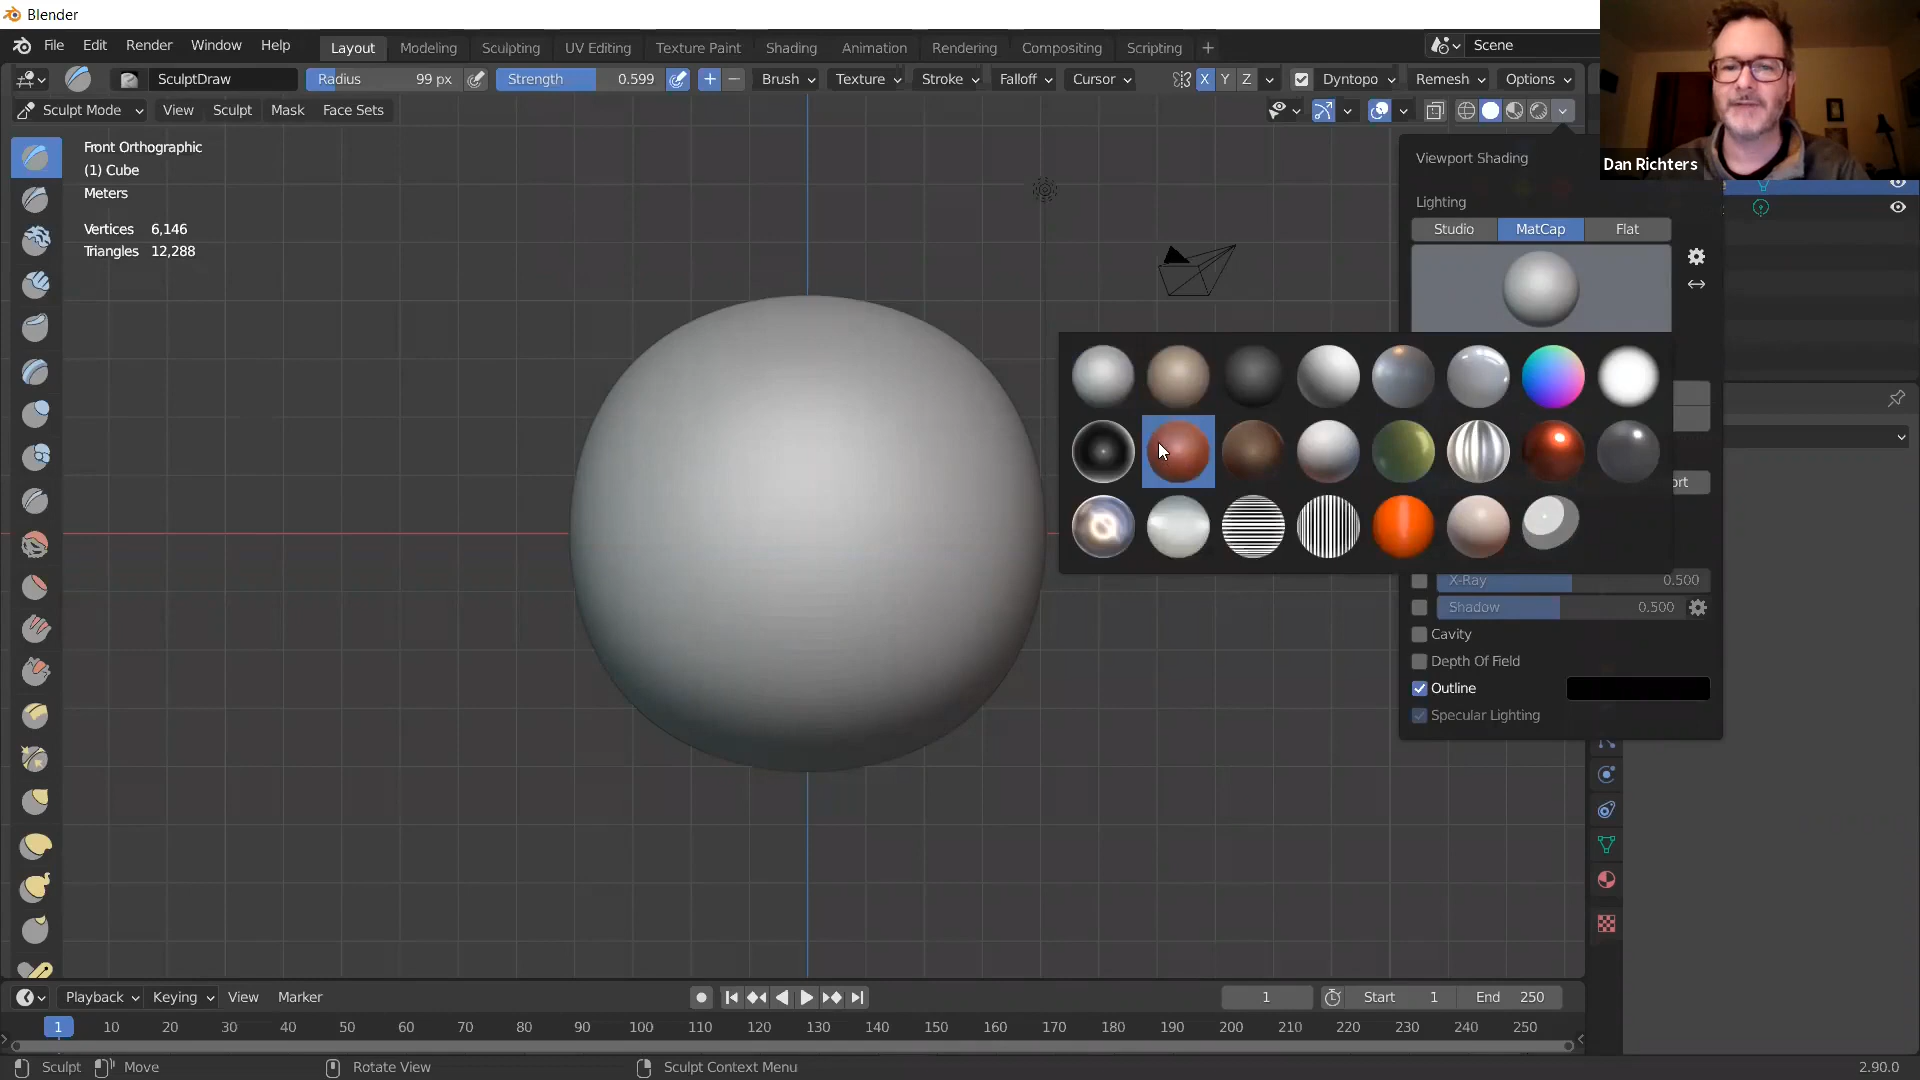 Blender
File Edit Render Window Help Layout Modeling Sculpting UV Editing Texture Paint Shading Animation Rendering Compositing Scripting + Scene
SculptDraw Radius 99 px Strength 0.599 Brush Texture Stroke Falloff Cursor X Y Z Dyntopo Remesh Options
Sculpt Mode View Sculpt Mask Face Sets
Front Orthographic
(1) Cube
Meters
Vertices 6,146
Triangles 12,288
Dan Richters
Viewport Shading
Lighting
Studio MatCap Flat
ort
X-Ray 0.500
Shadow 0.500
Cavity
Depth Of Field
Outline
Specular Lighting
Playback Keying View Marker 1 Start 1 End 250
1 10 20 30 40 50 60 70 80 90 100 110 120 130 140 150 160 170 180 190 200 210 220 230 240 250
Sculpt Move Rotate View Sculpt Context Menu 2.90.0